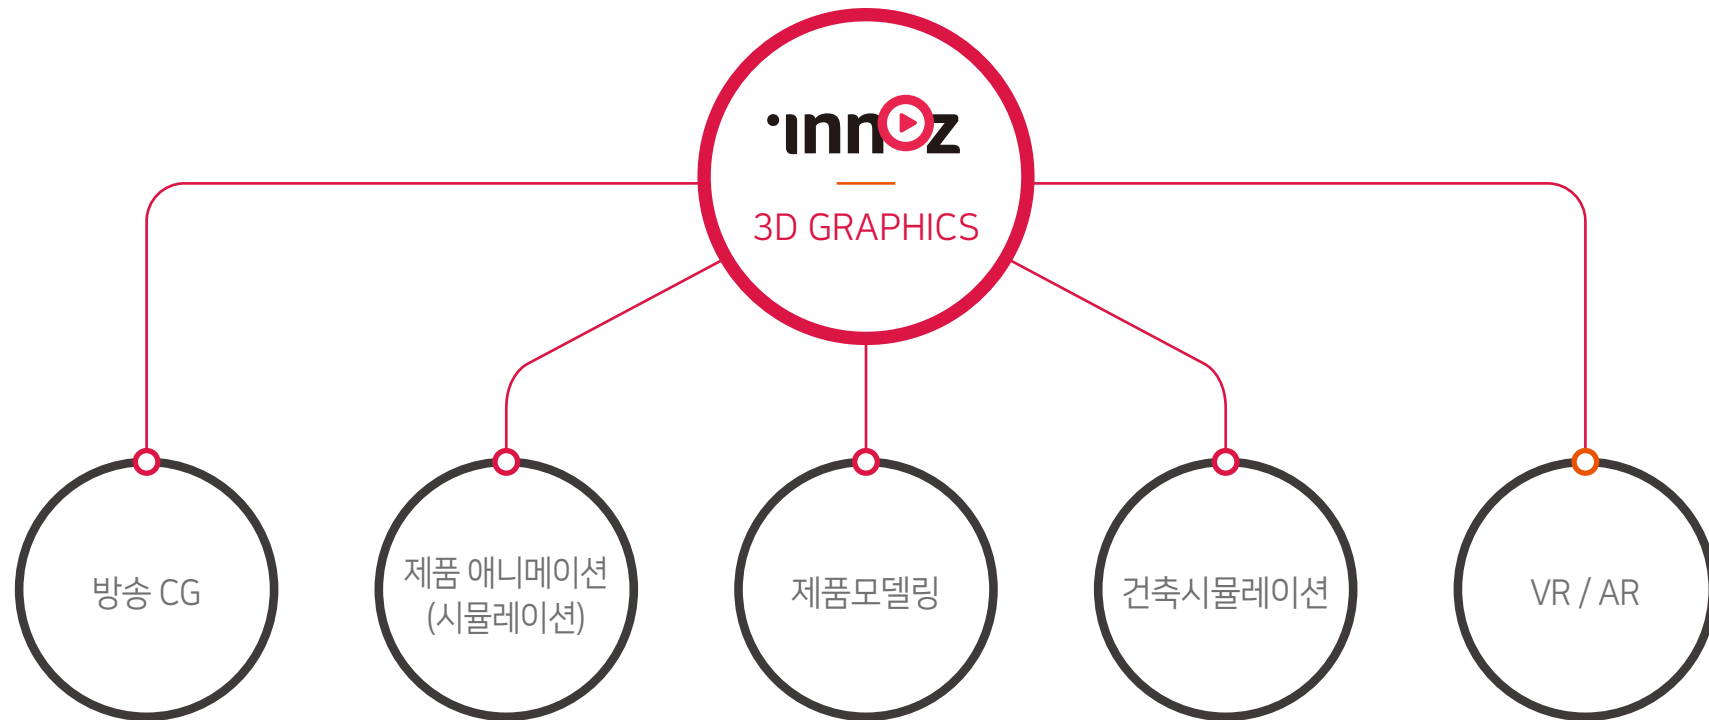 innoz
3D GRAPHICS
방송 CG
제품 애니메이션
(시뮬레이션)
제품모델링
건축시뮬레이션
VR / AR